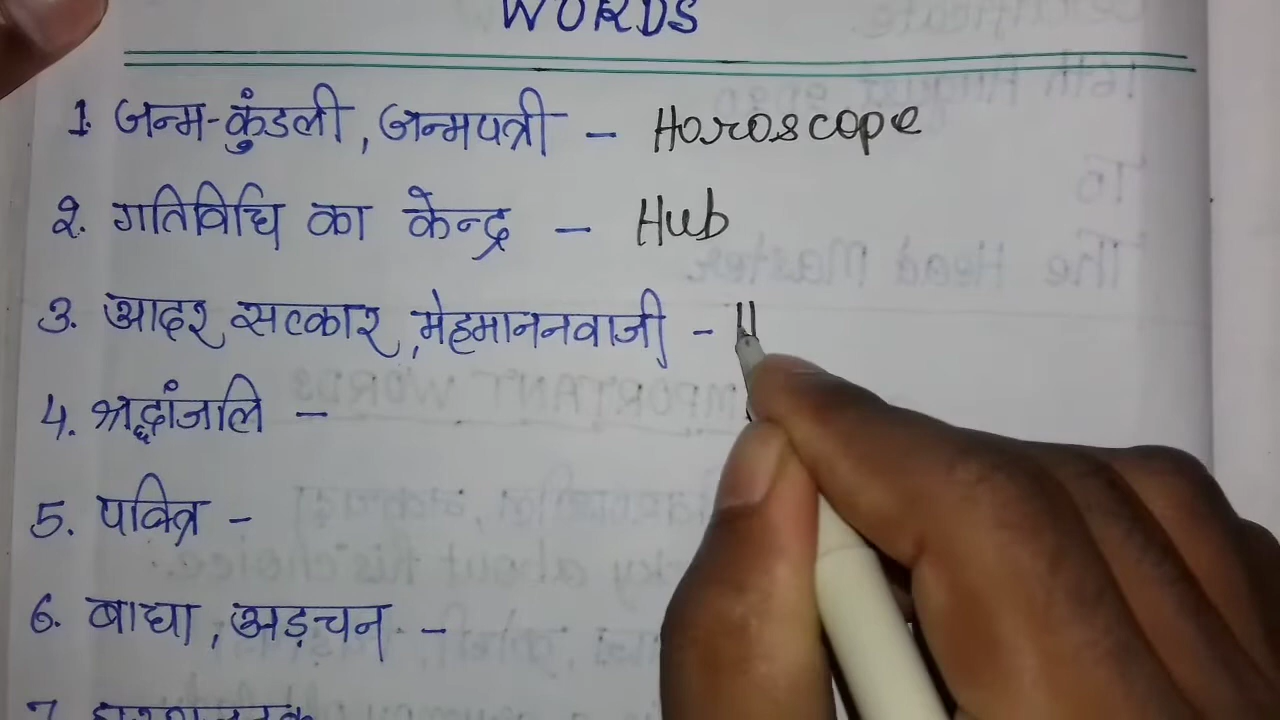 WORDS
1. जन्म-कुंडली, जन्मपत्री - Horoscope
2. गतिविधि का केन्द्र - Hub
3. आदर सत्कार, मेहमाननवाजी - H
4. श्रद्धांजलि -
5. पवित्र -
6. बाधा, अड़चन -
7.